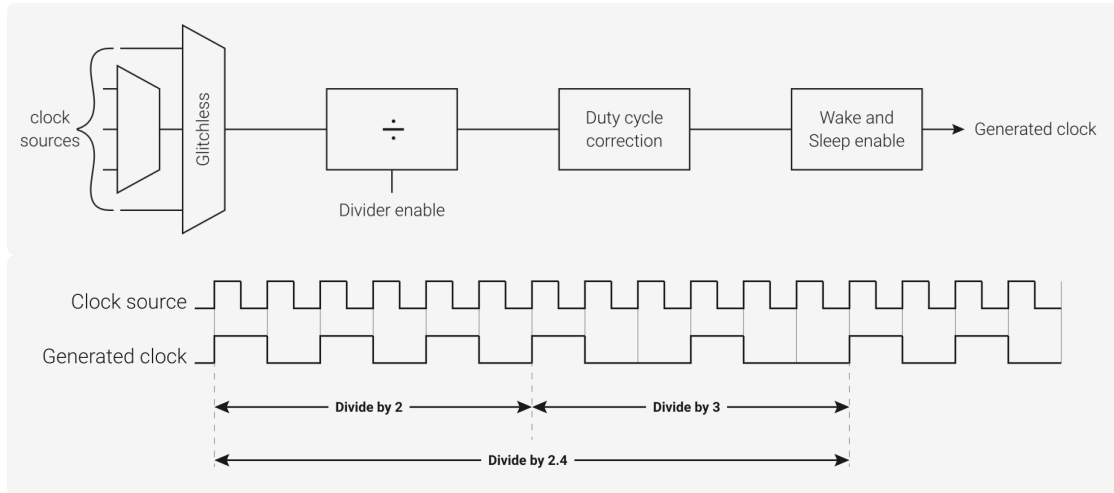 clock
sources
Glitchless
÷
Divider enable
Duty cycle
correction
Wake and
Sleep enable
Generated clock
Clock source
Generated clock
Divide by 2
Divide by 3
Divide by 2.4